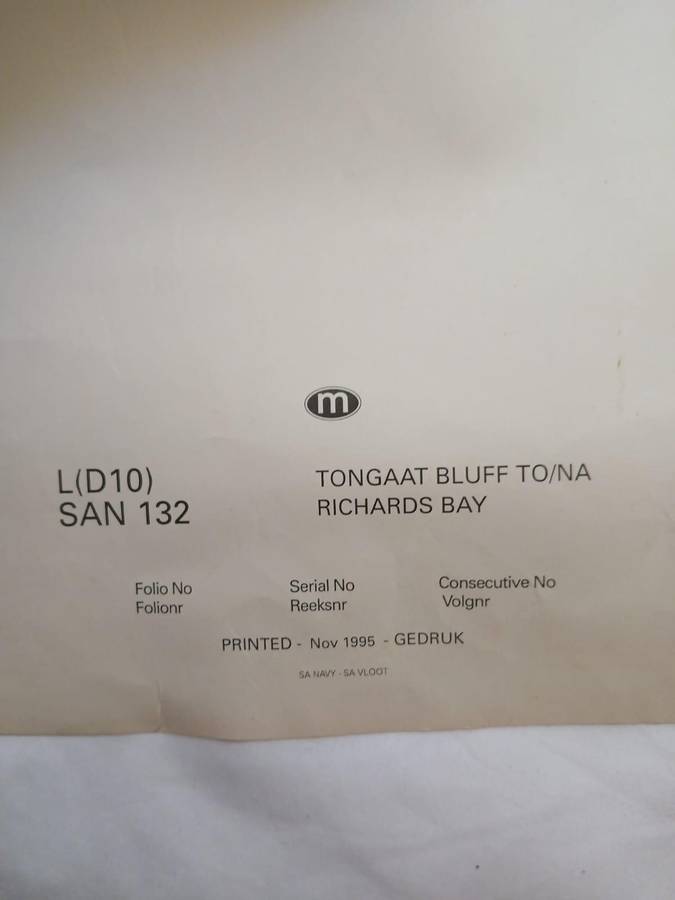 m
L(D10)
SAN 132
TONGAAT BLUFF TO/NA
RICHARDS BAY
Folio No
Folionr
Serial No
Reeksnr
Consecutive No
Volgnr
PRINTED - Nov 1995 - GEDRUK
SA NAVY - SA VLOOT